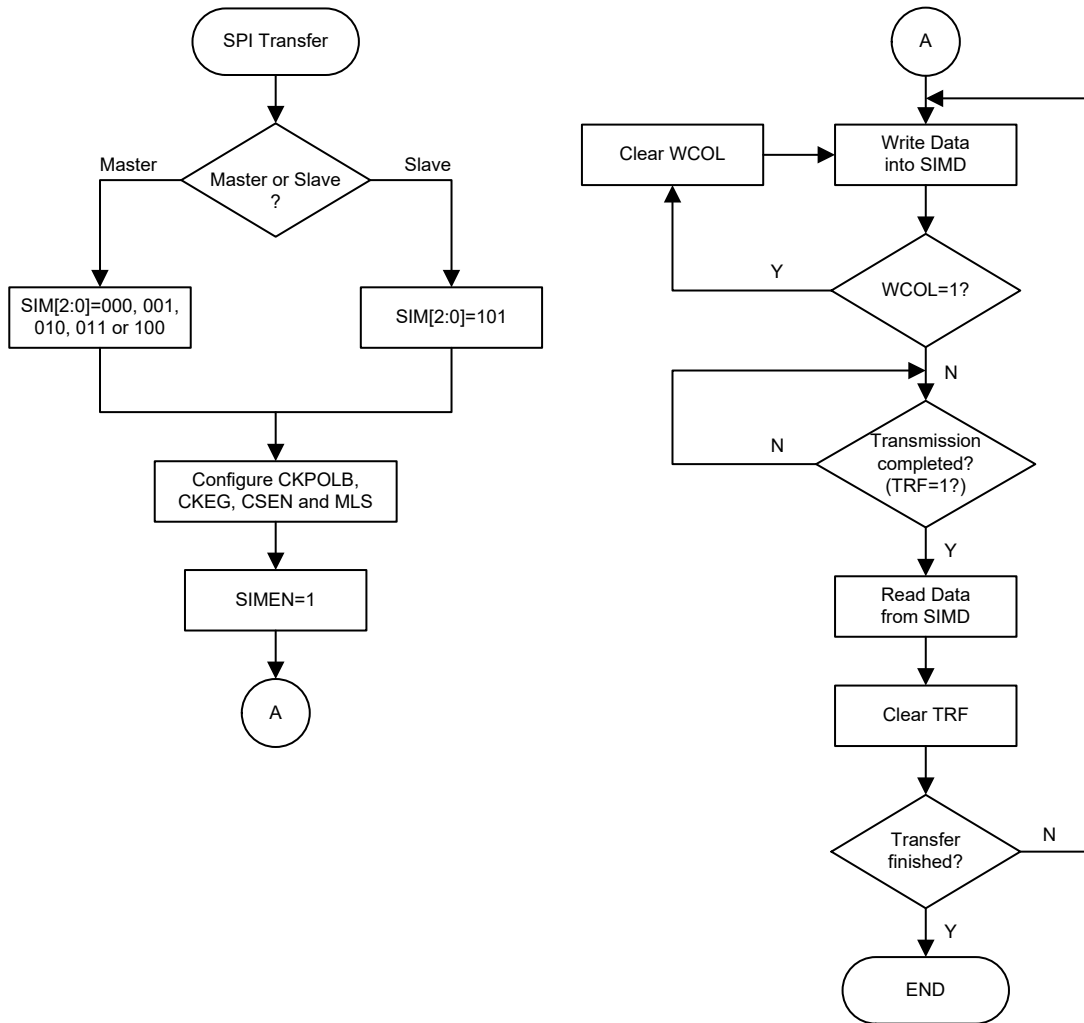 SPI Transfer
Master
Master or Slave
?
Slave
SIM[2:0]=000, 001,
010, 011 or 100
SIM[2:0]=101
Configure CKPOLB,
CKEG, CSEN and MLS
SIMEN=1
A
A
Clear WCOL
Write Data
into SIMD
Y
WCOL=1?
N
N
Transmission
completed?
(TRF=1?)
Y
Read Data
from SIMD
Clear TRF
Transfer
finished?
N
Y
END